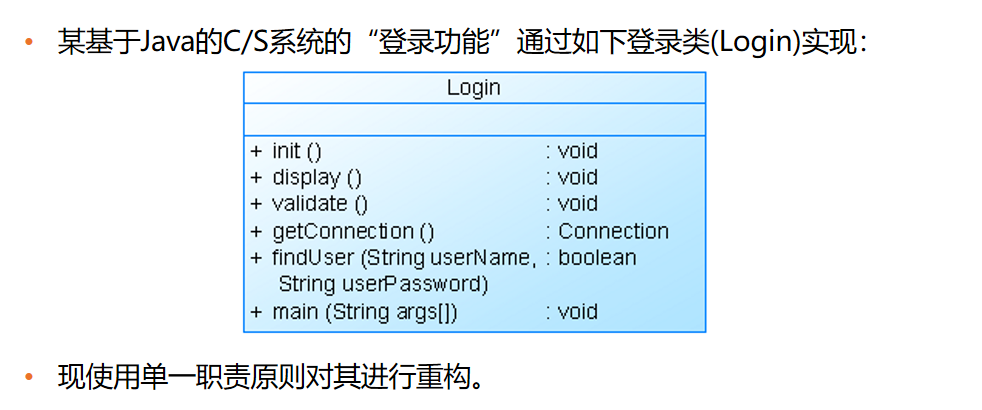 • 某基于Java的C/S系统的“登录功能”通过如下登录类(Login)实现：
Login
+ init () : void
+ display () : void
+ validate () : void
+ getConnection () : Connection
+ findUser (String userName, : boolean
String userPassword)
+ main (String args[]) : void
• 现使用单一职责原则对其进行重构。